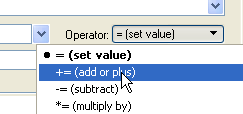 Operator: = (set value)
= (set value)
+= (add or plus)
-= (subtract)
*= (multiply by)